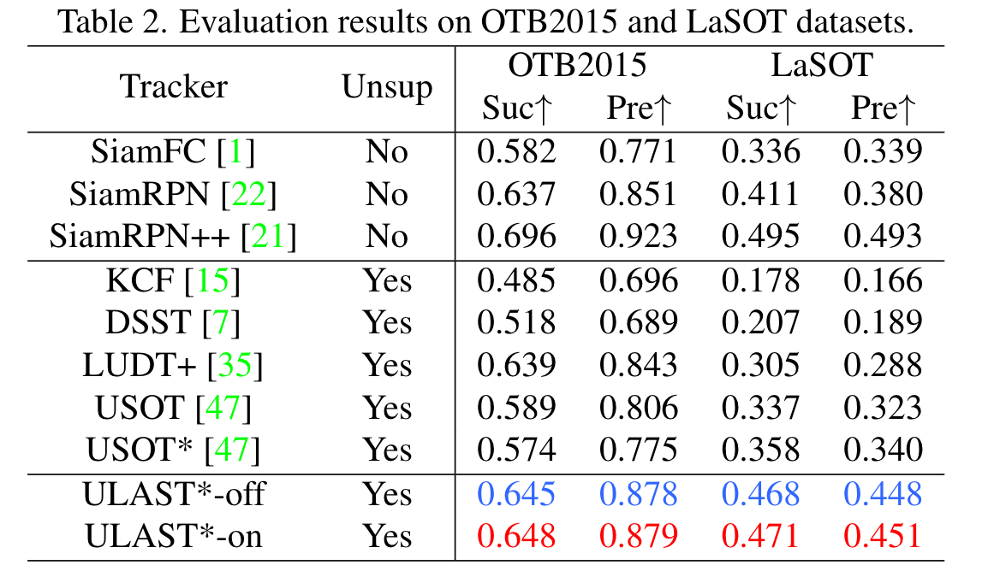 Table 2. Evaluation results on OTB2015 and LaSOT datasets.
Tracker Unsup OTB2015 LaSOT
Suc↑ Pre↑ Suc↑ Pre↑
SiamFC [1] No 0.582 0.771 0.336 0.339
SiamRPN [22] No 0.637 0.851 0.411 0.380
SiamRPN++ [21] No 0.696 0.923 0.495 0.493
KCF [15] Yes 0.485 0.696 0.178 0.166
DSST [7] Yes 0.518 0.689 0.207 0.189
LUDT+ [35] Yes 0.639 0.843 0.305 0.288
USOT [47] Yes 0.589 0.806 0.337 0.323
USOT* [47] Yes 0.574 0.775 0.358 0.340
ULAST*-off Yes 0.645 0.878 0.468 0.448
ULAST*-on Yes 0.648 0.879 0.471 0.451